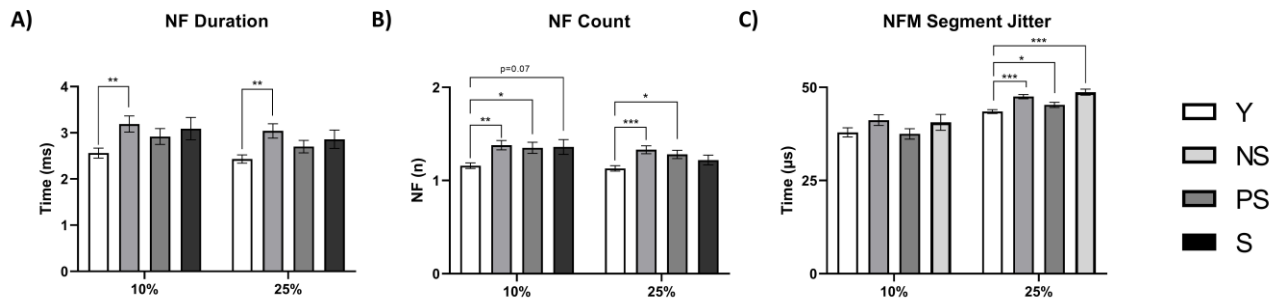 A)
NF Duration
Time (ms)
4
3
2
1
0
**
**
10%
25%
B)
NF Count
NF (n)
2
1
0
p=0.07
*
**
*
***
10%
25%
C)
NFM Segment Jitter
Time (µs)
50
25
0
***
*
***
10%
25%
Y
NS
PS
S